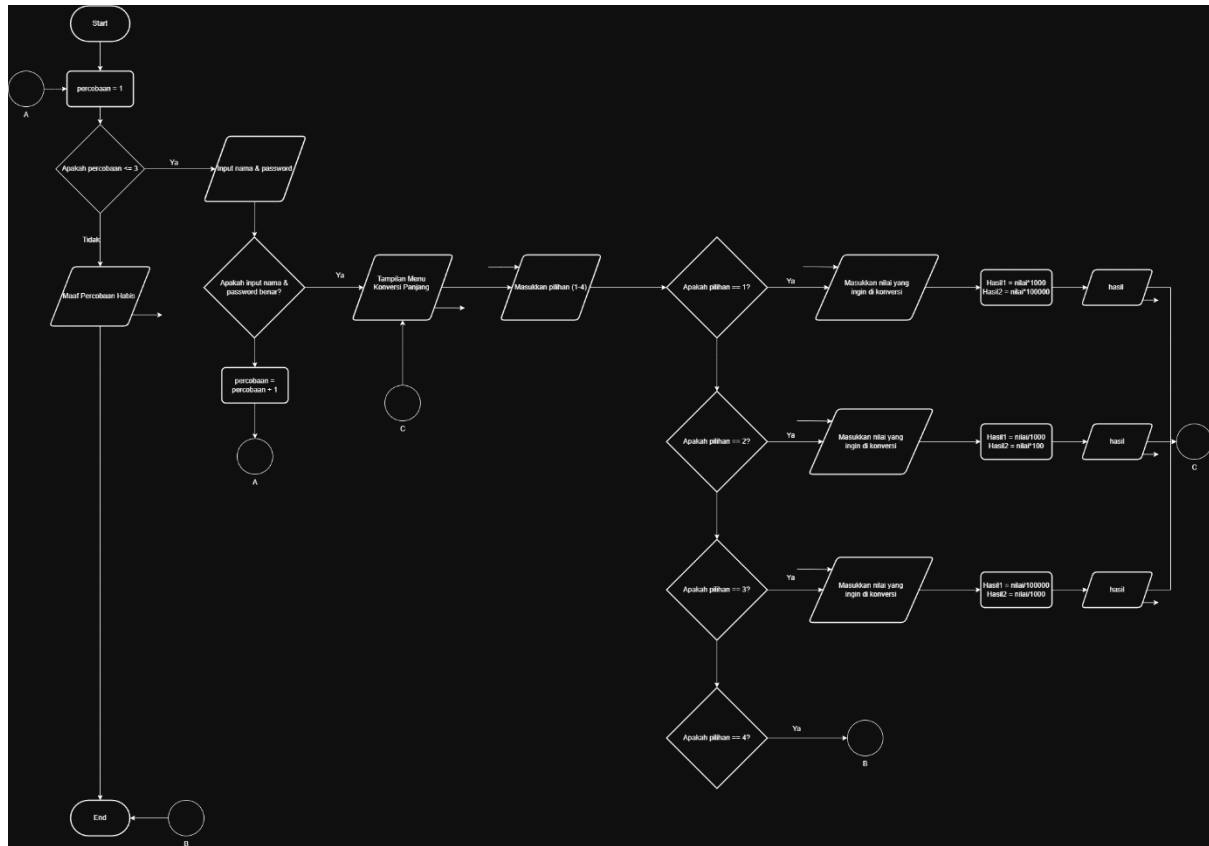 Start
percobaan = 1
A
Apakah percobaan <= 3
Ya
Input nama & password
Tidak
Maaf Percobaan Habis
Apakah input nama &
password benar?
Ya
Tampilan Menu
Konversi Panjang
Masukkan pilihan (1-4)
percobaan =
percobaan + 1
A
C
Apakah pilihan == 1?
Ya
Masukkan nilai yang
ingin di konversi
Hasil1 = nilai*1000
Hasil2 = nilai*100000
hasil
Apakah pilihan == 2?
Ya
Masukkan nilai yang
ingin di konversi
Hasil1 = nilai/1000
Hasil2 = nilai*100
hasil
C
Apakah pilihan == 3?
Ya
Masukkan nilai yang
ingin di konversi
Hasil1 = nilai/100000
Hasil2 = nilai/1000
hasil
Apakah pilihan == 4?
Ya
B
End
B